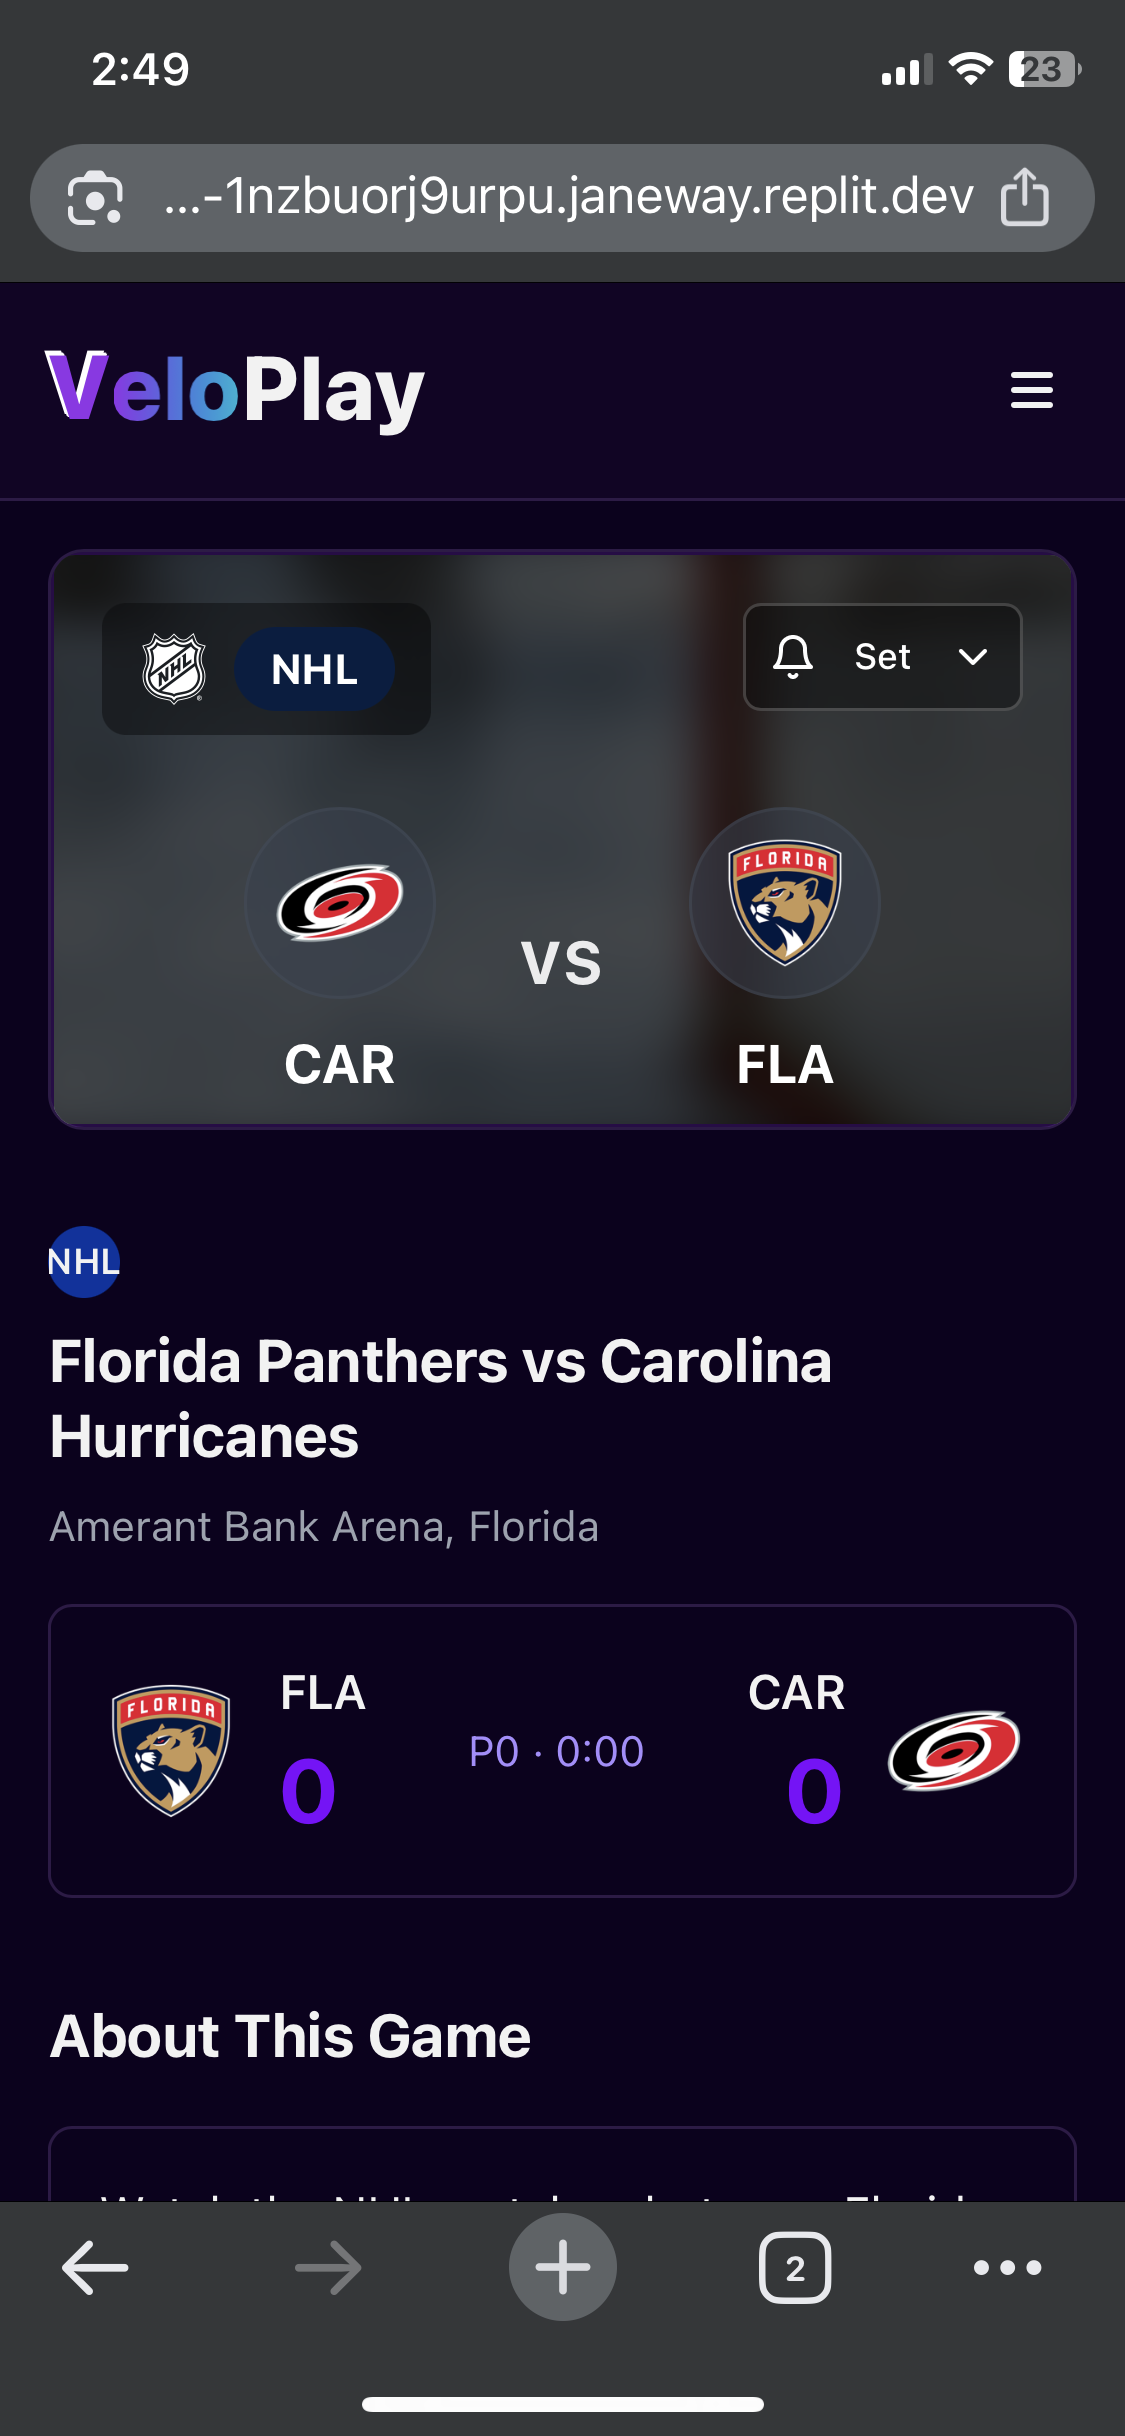 2:49
23
...-1nzbuorj9urpu.janeway.replit.dev
VeloPlay
NHL
NHL
Set
FLORIDA
VS
CAR
FLA
NHL
Florida Panthers vs Carolina
Hurricanes
Amerant Bank Arena, Florida
FLORIDA
FLA
CAR
0
P0 · 0:00
0
About This Game
2